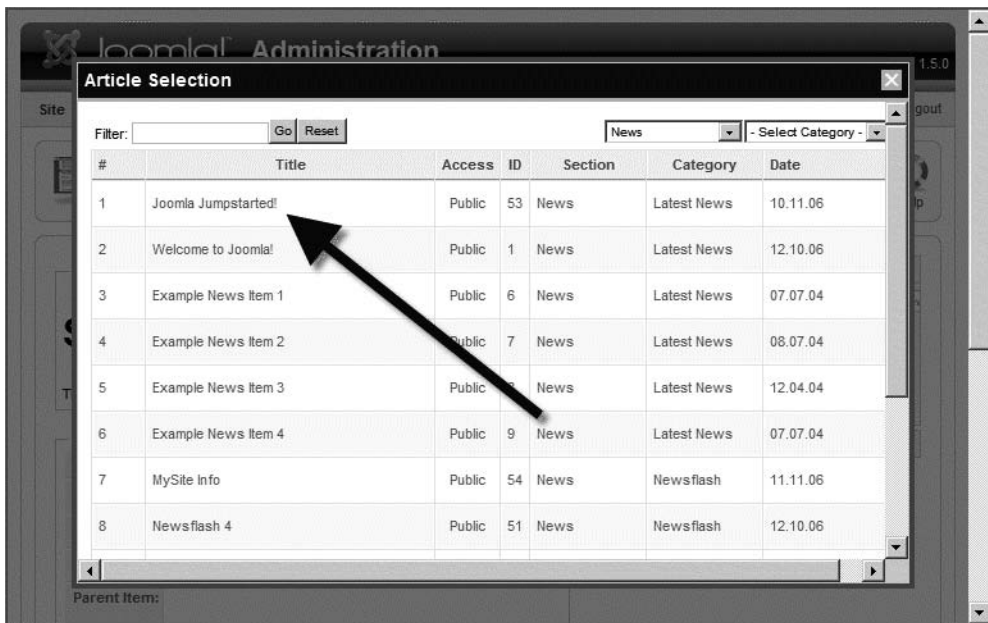 Joomla! Administration
1.5.0
Article Selection
Site
gout
Filter: Go Reset News - Select Category -
# Title Access ID Section Category Date
1 Joomla Jumpstarted! Public 53 News Latest News 10.11.06
lp
2 Welcome to Joomla! Public 1 News Latest News 12.10.06
3 Example News Item 1 Public 6 News Latest News 07.07.04
4 Example News Item 2 Public 7 News Latest News 08.07.04
5 Example News Item 3 Public News Latest News 12.04.04
6 Example News Item 4 Public 9 News Latest News 07.07.04
7 MySite Info Public 54 News Newsflash 11.11.06
8 Newsflash 4 Public 51 News Newsflash 12.10.06
Parent Item: